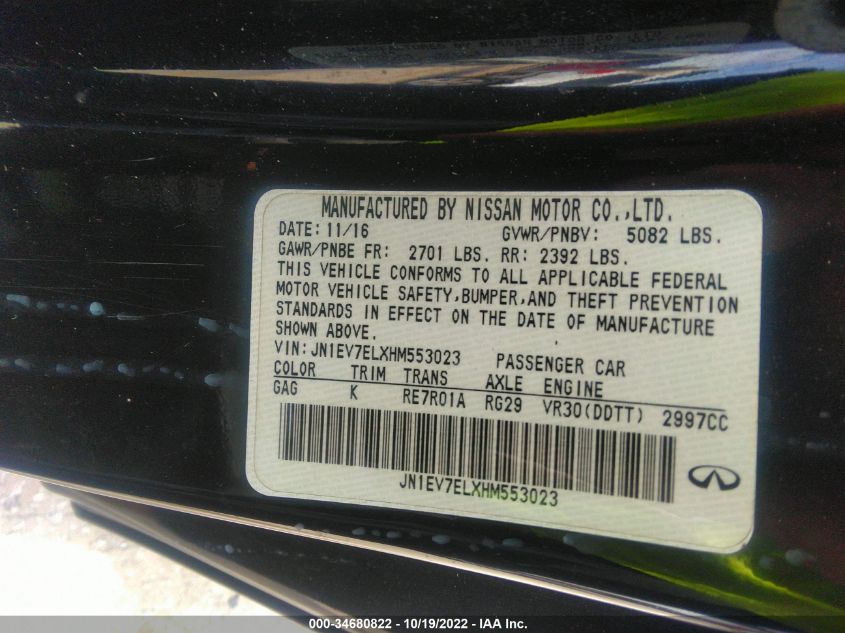 MANUFACTURED BY NISSAN MOTOR CO.,LTD.
DATE: 11/16 GVWR/PNBV: 5082 LBS.
GAWR/PNBE FR: 2701 LBS. RR: 2392 LBS.
THIS VEHICLE CONFORMS TO ALL APPLICABLE FEDERAL
MOTOR VEHICLE SAFETY,BUMPER,AND THEFT PREVENTION
STANDARDS IN EFFECT ON THE DATE OF MANUFACTURE
SHOWN ABOVE.
VIN:JN1EV7ELXHM553023 PASSENGER CAR
COLOR TRIM TRANS AXLE ENGINE
GAG K RE7R01A RG29 VR30(DDTT) 2997CC
JN1EV7ELXHM553023
000-34680822 - 10/19/2022 - IAA Inc.